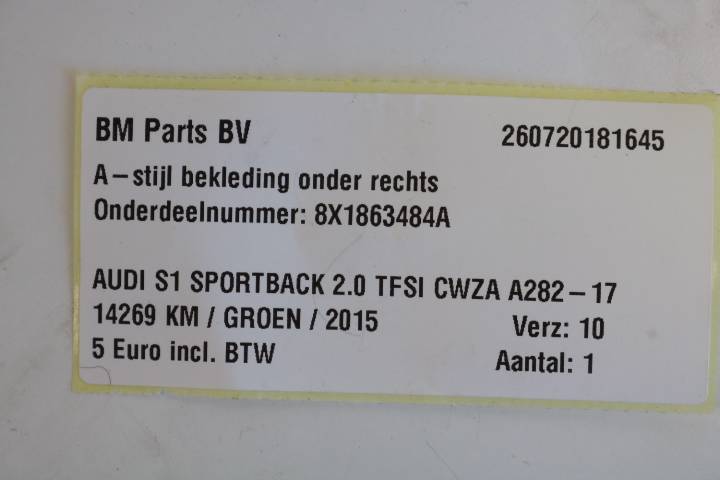 BM Parts BV 260720181645
A-stijl bekleding onder rechts
Onderdeelnummer: 8X1863484A
AUDI S1 SPORTBACK 2.0 TFSI CWZA A282-17
14269 KM / GROEN / 2015 Verz: 10
5 Euro incl. BTW Aantal: 1